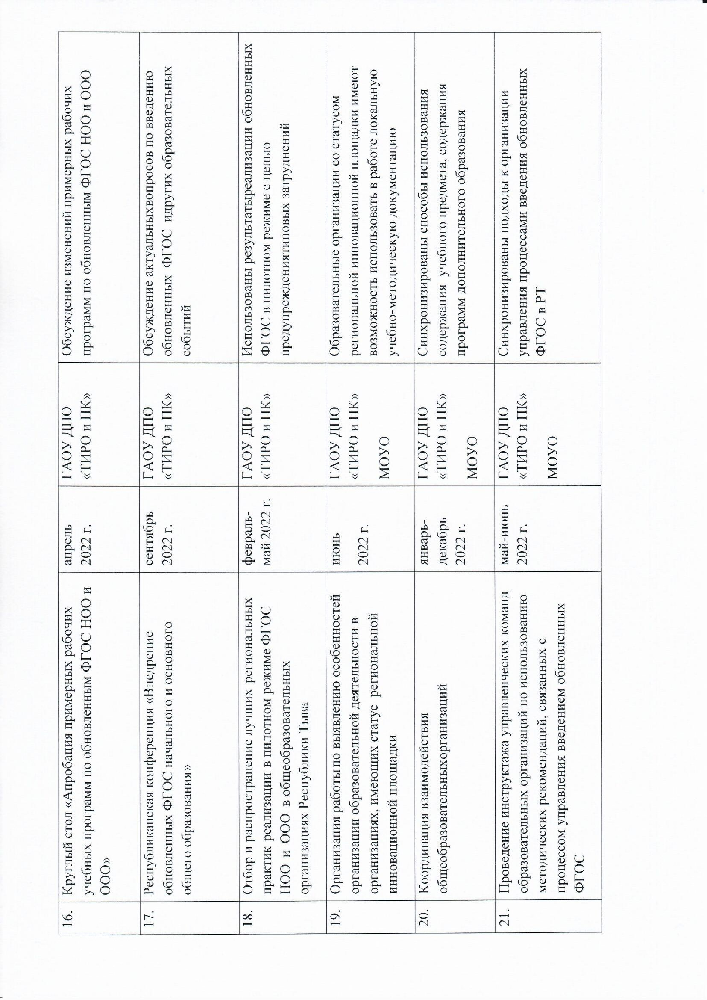 16.
Круглый стол «Апробация примерных рабочих
учебных программ по обновленным ФГОС НОО и
ООО»
апрель
2022 г.
ГАОУ ДПО
«ТИРО и ПК»
Обсуждение изменений примерных рабочих
программ по обновленным ФГОС НОО и ООО
17.
Республиканская конференция «Внедрение
обновленных ФГОС начального и основного
общего образования»
сентябрь
2022 г.
ГАОУ ДПО
«ТИРО и ПК»
Обсуждение актуальныхвопросов по введению
обновленных ФГОС идругих образовательных
событий
18.
Отбор и распространение лучших региональных
практик реализации в пилотном режиме ФГОС
НОО и ООО в общеобразовательных
организациях Республики Тыва
февраль-
май 2022 г.
ГАОУ ДПО
«ТИРО и ПК»
Использованы результатыреализации обновленных
ФГОС в пилотном режиме с целью
предупреждениятиповых затруднений
19.
Организация работы по выявлению особенностей
организации образовательной деятельности в
организациях, имеющих статус региональной
инновационной площадки
июнь
2022 г.
ГАОУ ДПО
«ТИРО и ПК»
МОУО
Образовательные организации со статусом
региональной инновационной площадки имеют
возможность использовать в работе локальную
учебно-методическую документацию
20.
Координация взаимодействия
общеобразовательныхорганизаций
январь-
декабрь
2022 г.
ГАОУ ДПО
«ТИРО и ПК»
МОУО
Синхронизированы способы использования
содержания учебного предмета, содержания
программ дополнительного образования
21.
Проведение инструктажа управленческих команд
образовательных организаций по использованию
методических рекомендаций, связанных с
процессом управления введением обновленных
ФГОС
май-июнь
2022 г.
ГАОУ ДПО
«ТИРО и ПК»
МОУО
Синхронизированы подходы к организации
управления процессами введения обновленных
ФГОС в РТ